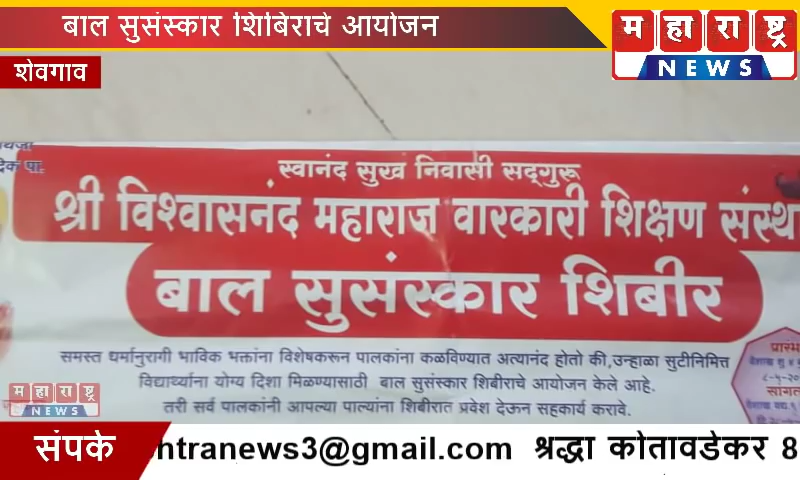 बाल सुसंस्कार शिबिराचे आयोजन
महाराष्ट्र
NEWS
शेवगाव
स्वानंद सुख निवासी सद्गुरू
श्री विश्वासनंद महाराज वारकारी शिक्षण संस्था
बाल सुसंस्कार शिबीर
समस्त धर्मानुरागी भाविक भक्तांना विशेषकरून पालकांना कळविण्यात अत्यानंद होतो की,उन्हाळा सुटीनिमित्त
विद्यार्थ्यांना योग्य दिशा मिळण्यासाठी बाल सुसंस्कार शिबीराचे आयोजन केले आहे.
तरी सर्व पालकांनी आपल्या पाल्यांना शिबीरात प्रवेश देऊन सहकार्य करावे.
महाराष्ट्र
NEWS
संपर्क
htranews3@gmail.com श्रद्धा कोतावडेकर 8